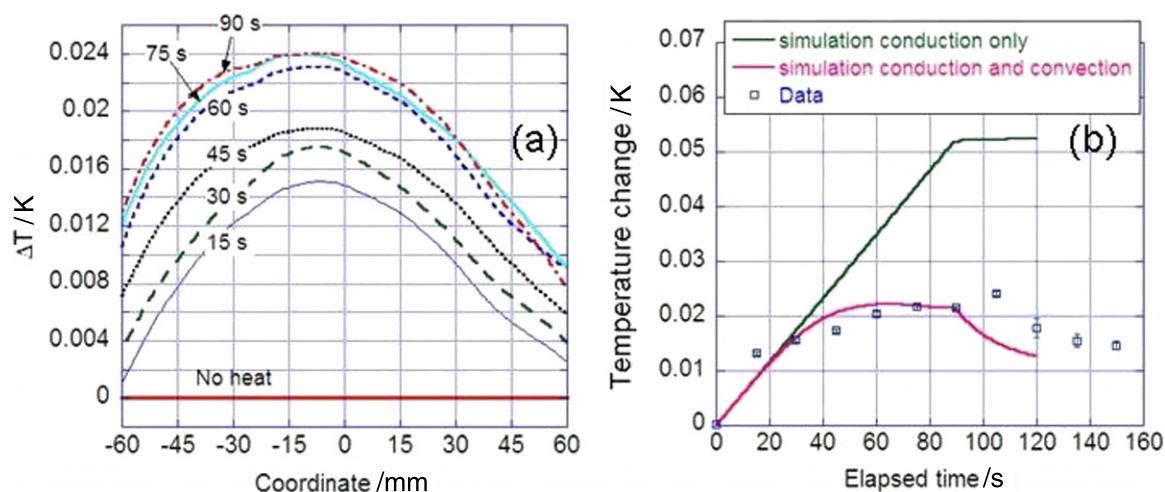 90 s
75 s
60 s
45 s
30 s
15 s
No heat
(a)
0.024
0.02
0.016
0.012
0.008
0.004
0
ΔT / K
-60 -45 -30 -15 0 15 30 45 60
Coordinate /mm
simulation conduction only
simulation conduction and convection
Data
(b)
0.07
0.06
0.05
0.04
0.03
0.02
0.01
0
Temperature change / K
0 20 40 60 80 100 120 140 160
Elapsed time /s